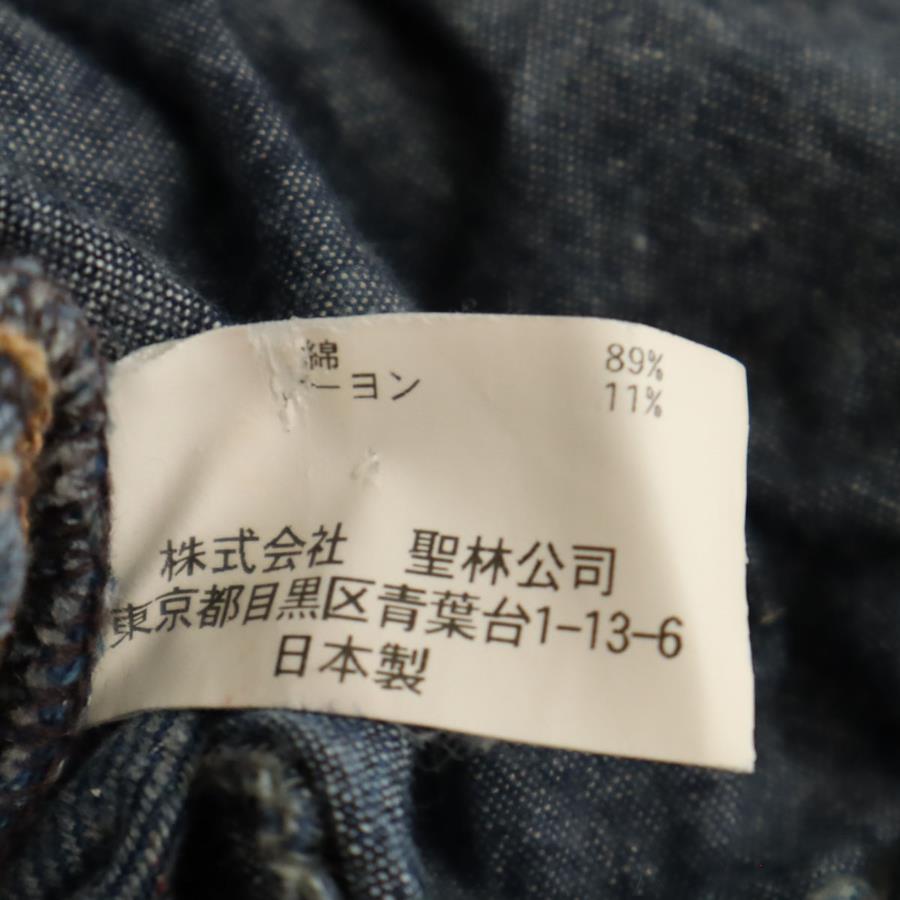 綿 89%
ーヨン 11%
株式会社 聖林公司
東京都目黒区青葉台1-13-6
日本製